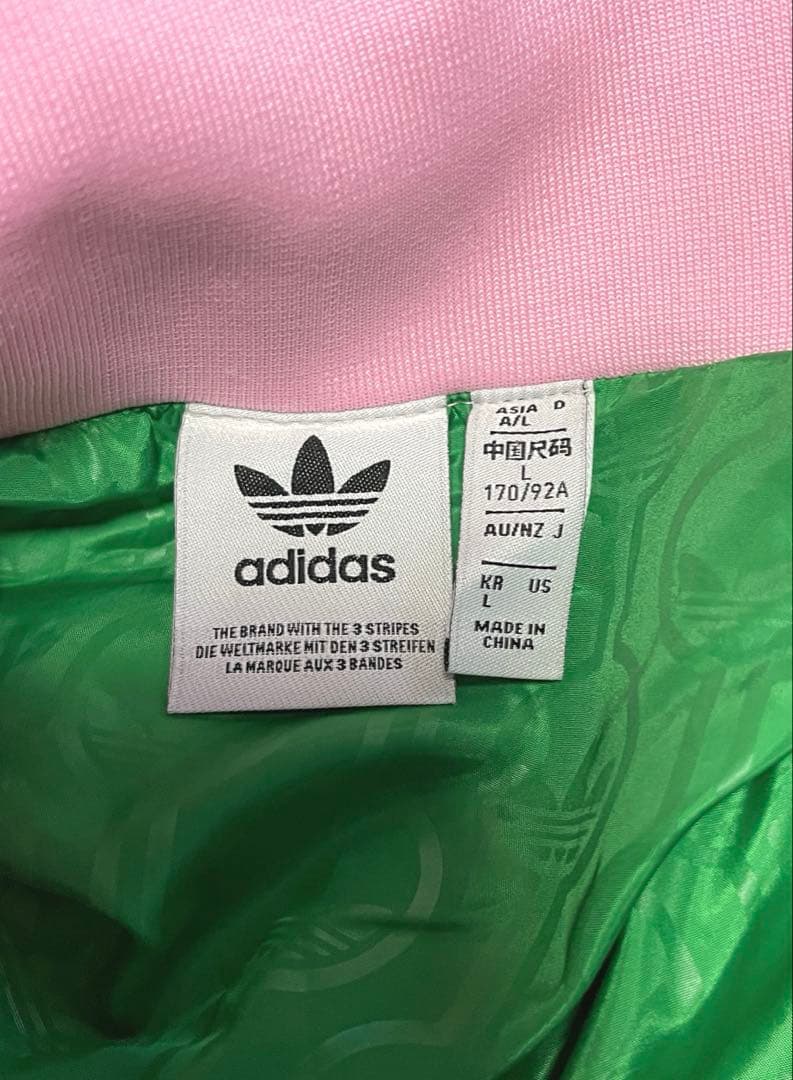 adidas
THE BRAND WITH THE 3 STRIPES
DIE WELTMARKE MIT DEN 3 STREIFEN
LA MARQUE AUX 3 BANDES
ASIA D
A/L
中国尺码
L
170/92A
AU/NZ J
KR US
L
MADE IN
CHINA